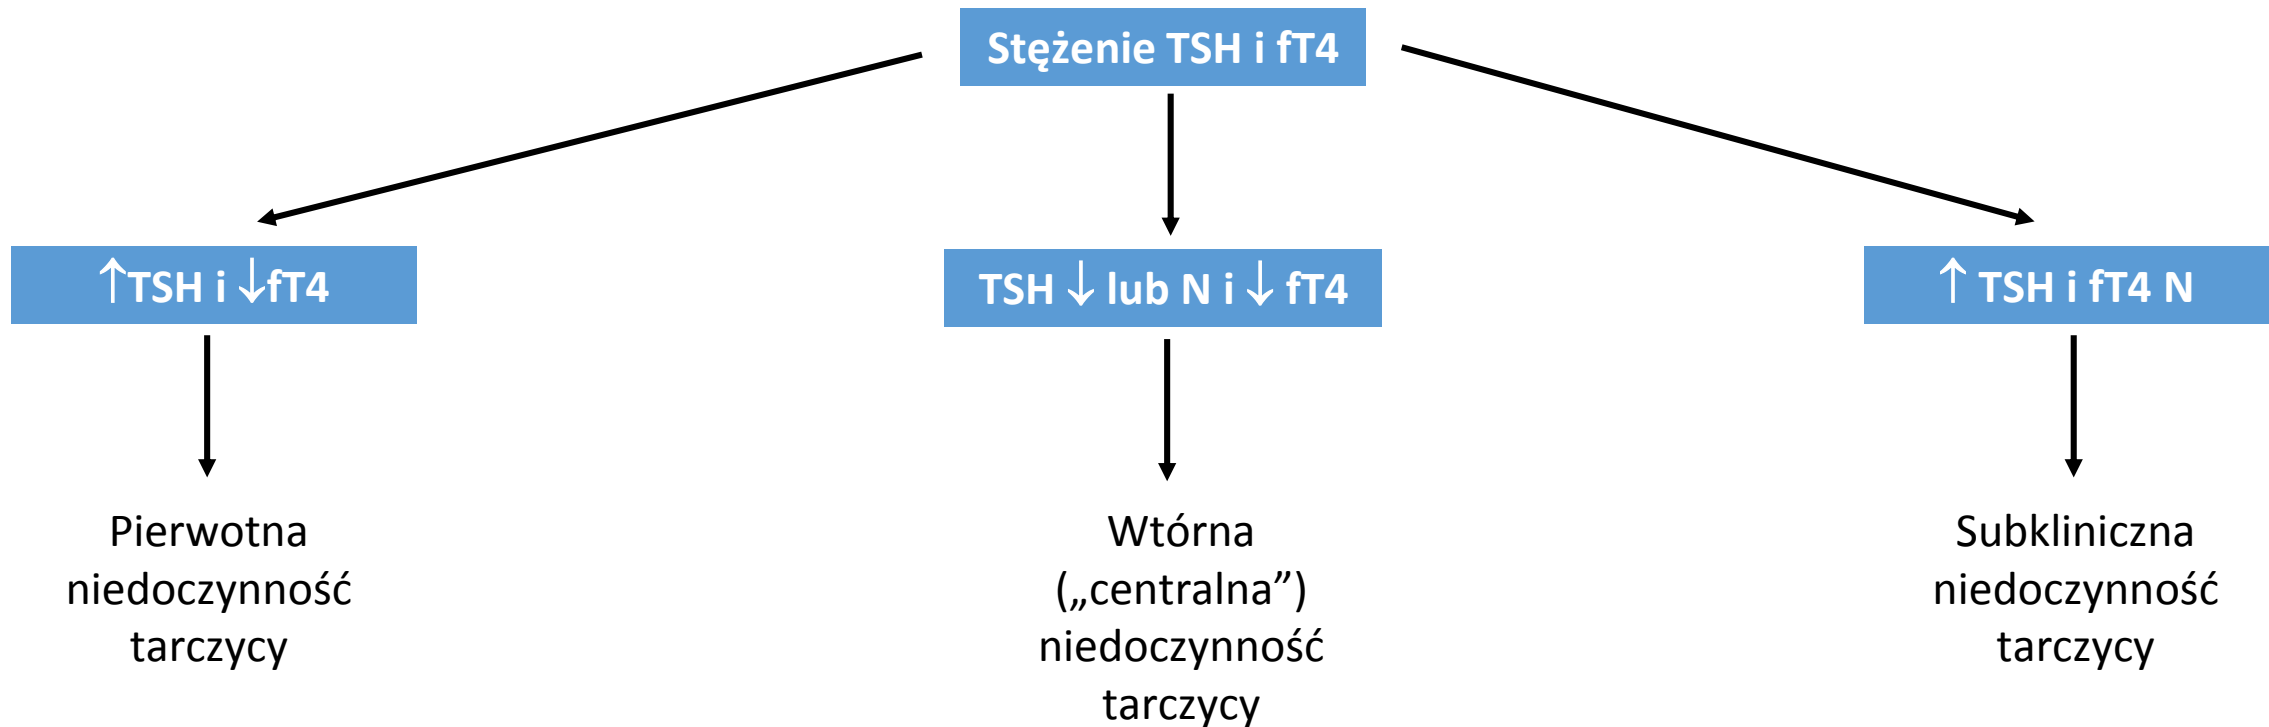 Stężenie TSH i fT4
↑TSH i ↓fT4
TSH ↓ lub N i ↓ fT4
↑ TSH i fT4 N
Pierwotna
niedoczynność
tarczycy
Wtórna
(„centralna”)
niedoczynność
tarczycy
Subkliniczna
niedoczynność
tarczycy